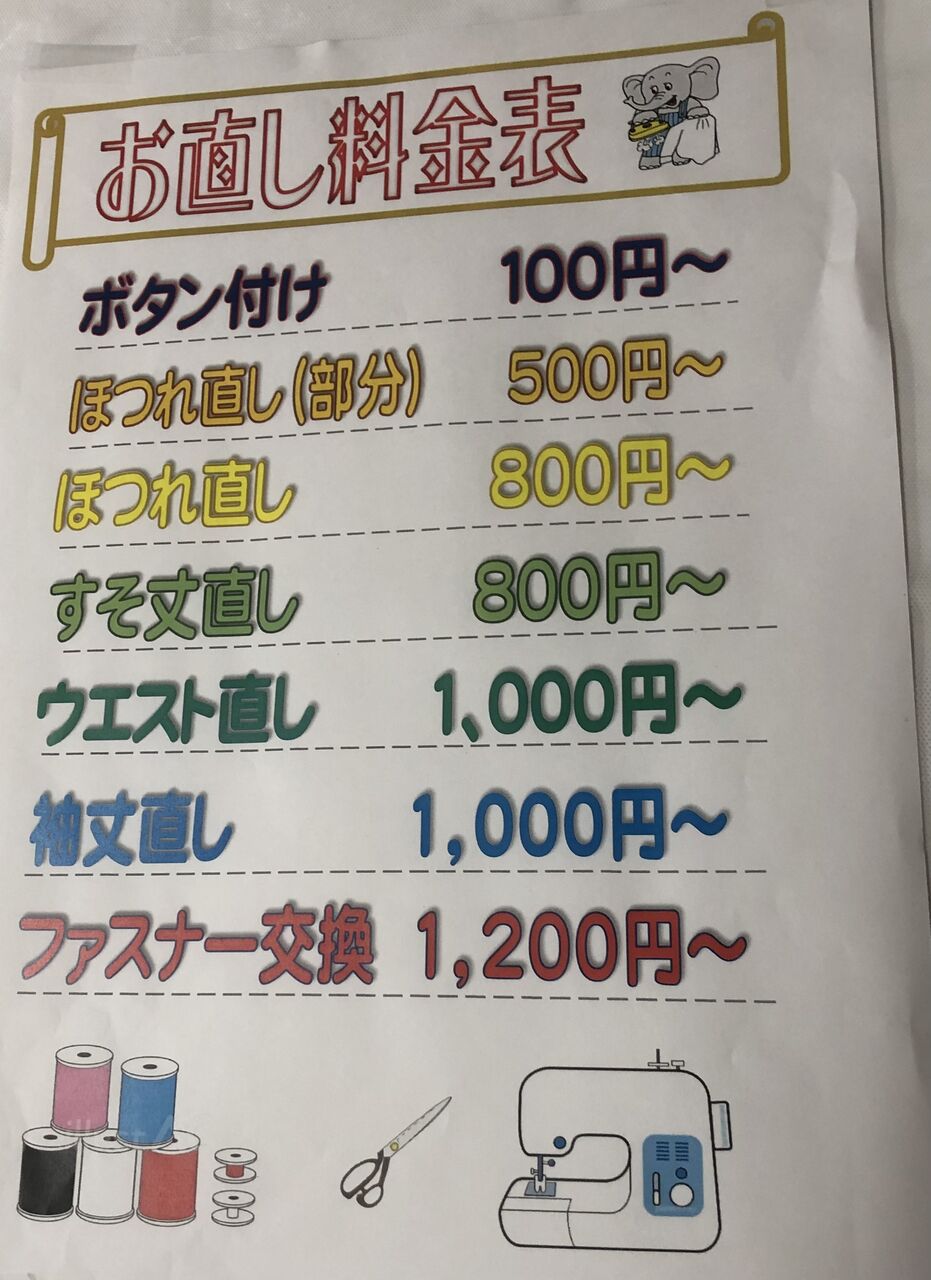 お直し料金表
ボタン付け 100円～
ほつれ直し(部分) 500円～
ほつれ直し 800円～
すそ丈直し 800円～
ウエスト直し 1、000円～
袖丈直し 1,000円～
ファスナー交換 1,200円～